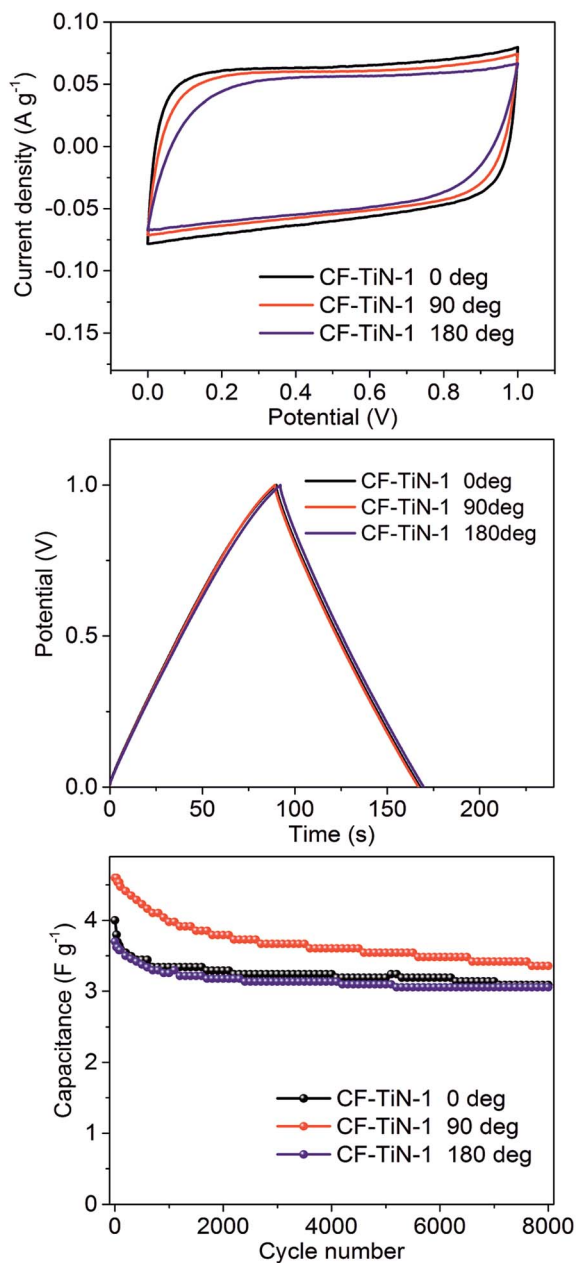 0.10
0.05
0.00
-0.05
-0.10
-0.15
Current density (A g⁻¹)
CF-TiN-1 0 deg
CF-TiN-1 90 deg
CF-TiN-1 180 deg
0.0 0.2 0.4 0.6 0.8 1.0
Potential (V)
1.0
0.5
0.0
Potential (V)
CF-TiN-1 0deg
CF-TiN-1 90deg
CF-TiN-1 180deg
0 50 100 150 200
Time (s)
4
3
2
1
0
Capacitance (F g⁻¹)
CF-TiN-1 0 deg
CF-TiN-1 90 deg
CF-TiN-1 180 deg
0 2000 4000 6000 8000
Cycle number